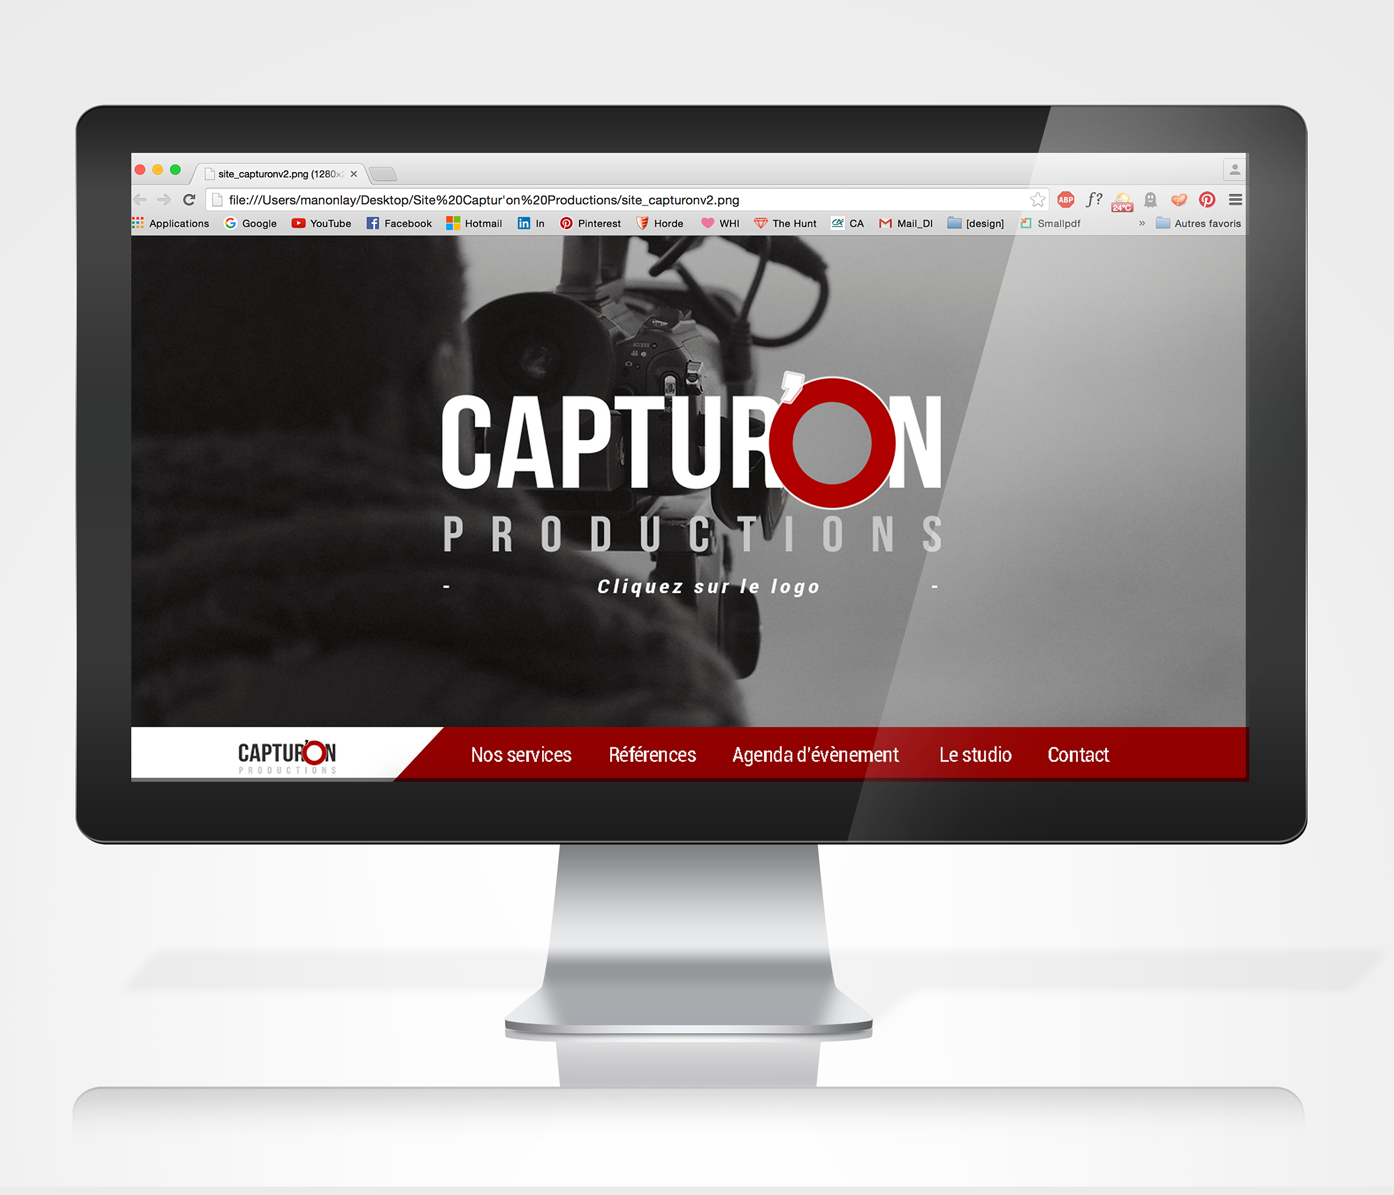 site_capturonv2.png (1280×
file:///Users/manonlay/Desktop/Site%20Captur'on%20Productions/site_capturonv2.png
ABP f? 24°C
Applications Google YouTube Facebook Hotmail In Pinterest Horde WHI The Hunt CA Mail_DI [design] Smallpdf » Autres favoris
ACCESS
CAPTUR'ON
PRODUCTIONS
- Cliquez sur le logo -
CAPTUR'ON
PRODUCTIONS
Nos services Références Agenda d'évènement Le studio Contact